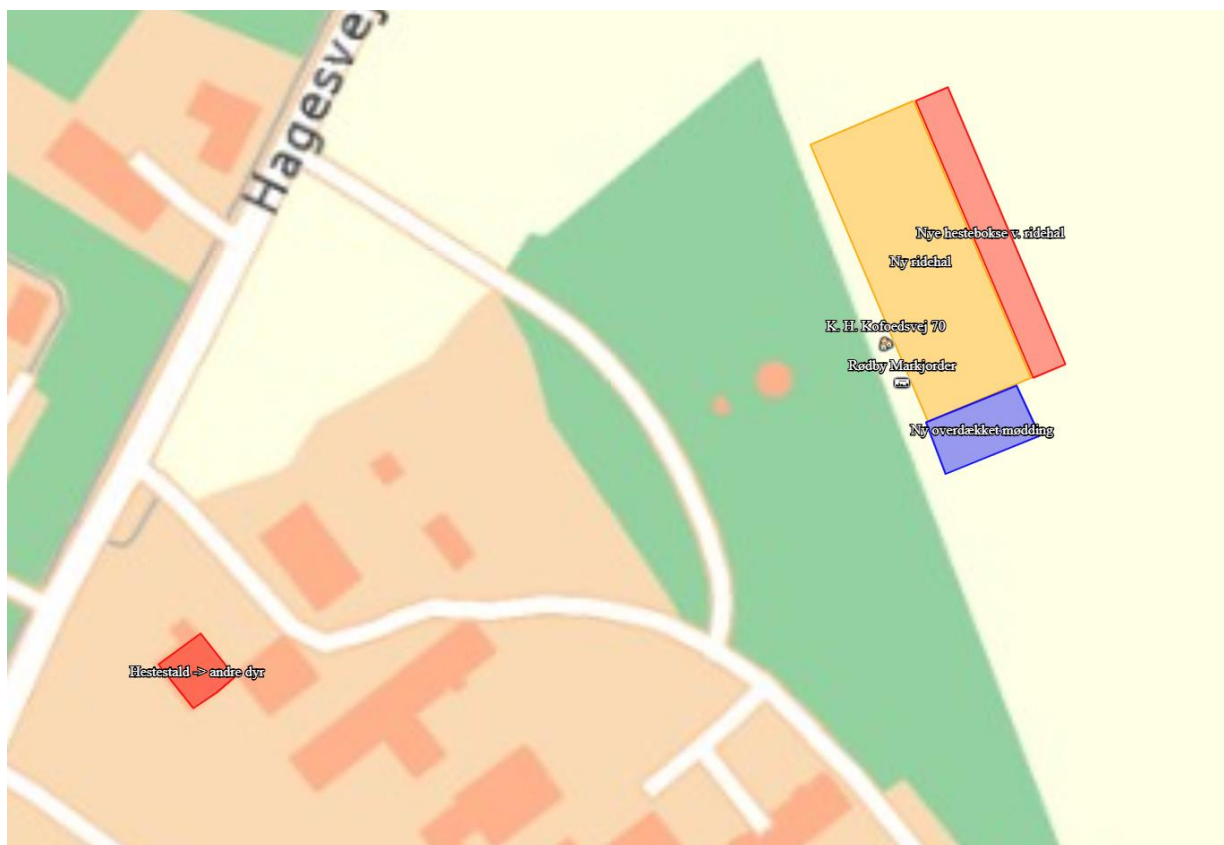 Hagesvej
Nye hestebokse v. ridehal
Ny ridehal
K. H. Kofoedsvej 70
Rødby Markjorder
Ny overdækket mødding
Hestestald -> andre dyr